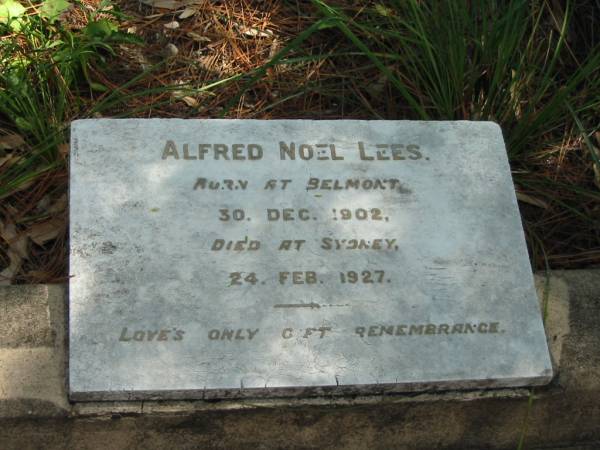 ALFRED NOEL LEES.
BORN AT BELMONT,
30. DEC. 1902,
DIED AT SYDNEY,
24. FEB. 1927.
LOVE'S ONLY GIFT REMEMBRANCE.